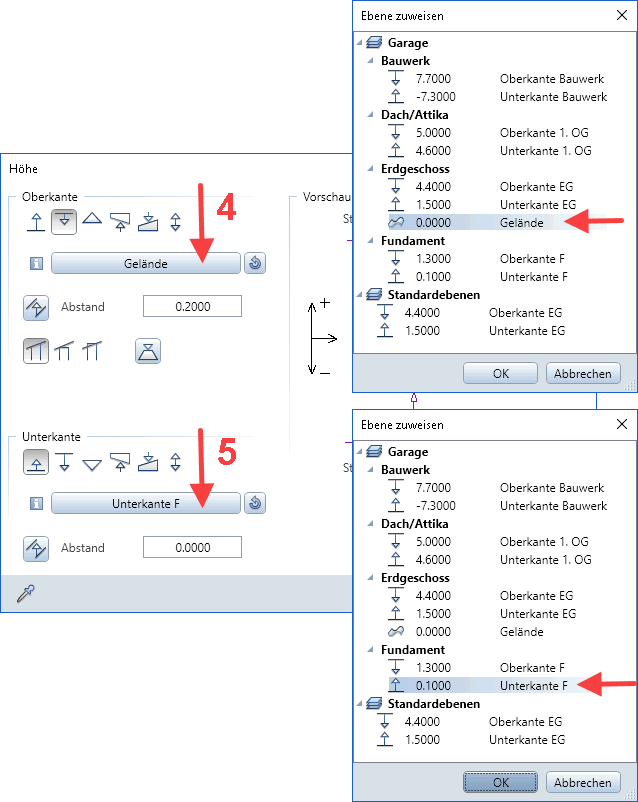 Ebene zuweisen
Garage
Bauwerk
7.7000 Oberkante Bauwerk
-7.3000 Unterkante Bauwerk
Dach/Attika
5.0000 Oberkante 1. OG
4.6000 Unterkante 1. OG
Erdgeschoss
4.4000 Oberkante EG
1.5000 Unterkante EG
0.0000 Gelände
Fundament
1.3000 Oberkante F
0.1000 Unterkante F
Standardebenen
4.4000 Oberkante EG
1.5000 Unterkante EG
OK Abbrechen
Höhe
Oberkante
4
Gelände
Abstand 0.2000
Vorschau
St
+
−
Unterkante
5
Unterkante F
Abstand 0.0000
St
Ebene zuweisen
Garage
Bauwerk
7.7000 Oberkante Bauwerk
-7.3000 Unterkante Bauwerk
Dach/Attika
5.0000 Oberkante 1. OG
4.6000 Unterkante 1. OG
Erdgeschoss
4.4000 Oberkante EG
1.5000 Unterkante EG
0.0000 Gelände
Fundament
1.3000 Oberkante F
0.1000 Unterkante F
Standardebenen
4.4000 Oberkante EG
1.5000 Unterkante EG
OK Abbrechen